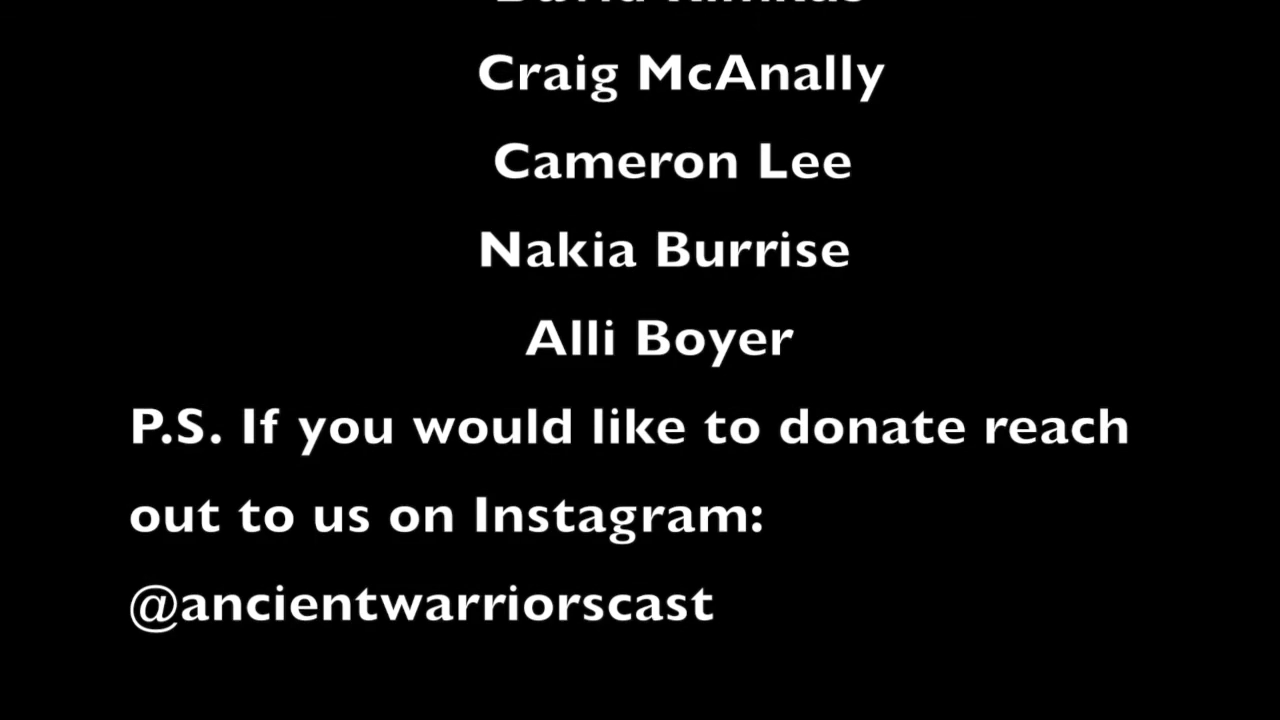 Craig McAnally
Cameron Lee
Nakia Burrise
Alli Boyer
P.S. If you would like to donate reach
out to us on Instagram:
@ancientwarriorscast